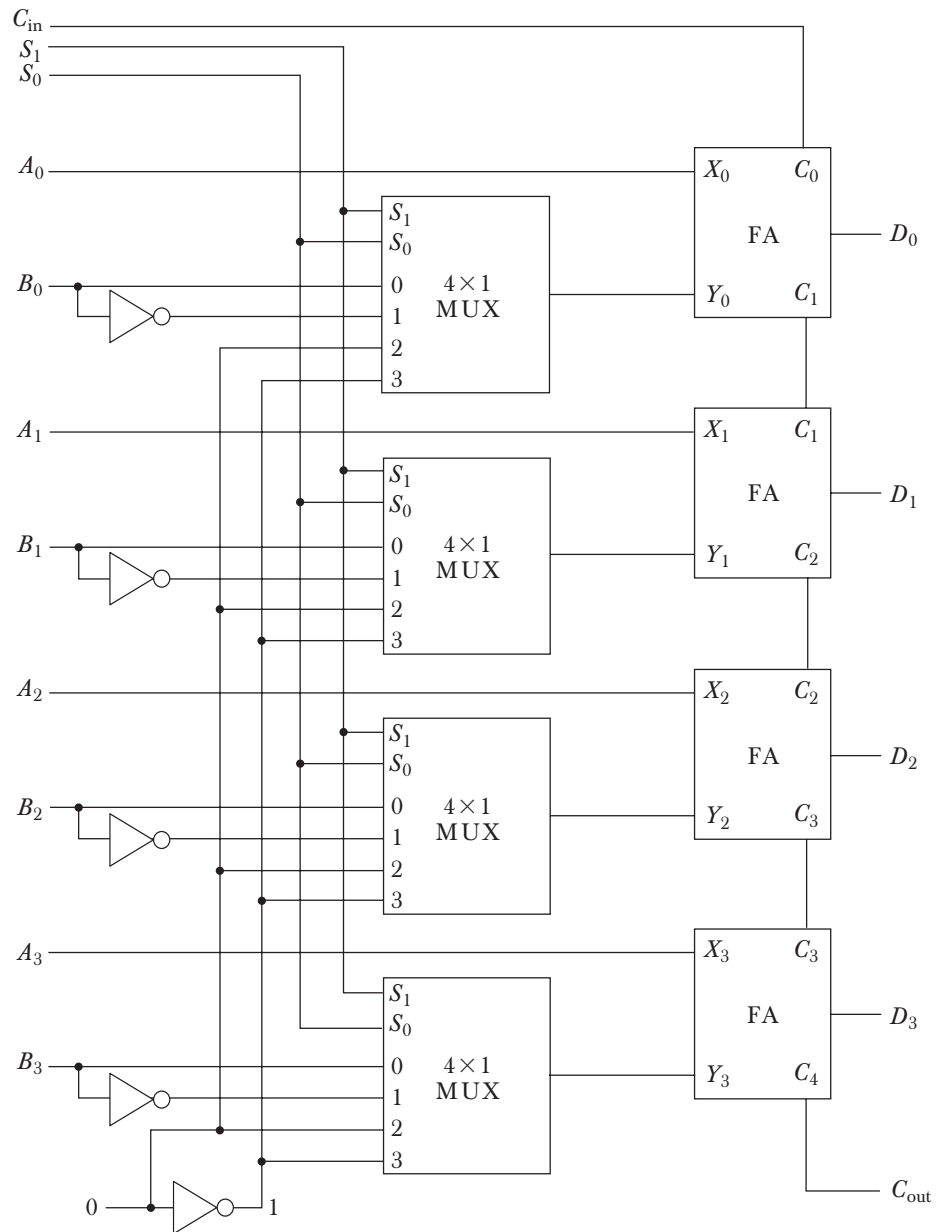 C_in
S_1
S_0
A_0
X_0 C_0
S_1
S_0
FA
D_0
B_0
0
4×1
MUX
1
2
3
Y_0 C_1
A_1
X_1 C_1
S_1
S_0
FA
D_1
B_1
0
4×1
MUX
1
2
3
Y_1 C_2
A_2
X_2 C_2
S_1
S_0
FA
D_2
B_2
0
4×1
MUX
1
2
3
Y_2 C_3
A_3
X_3 C_3
S_1
S_0
FA
D_3
B_3
0
4×1
MUX
1
2
3
Y_3 C_4
0
1
C_out